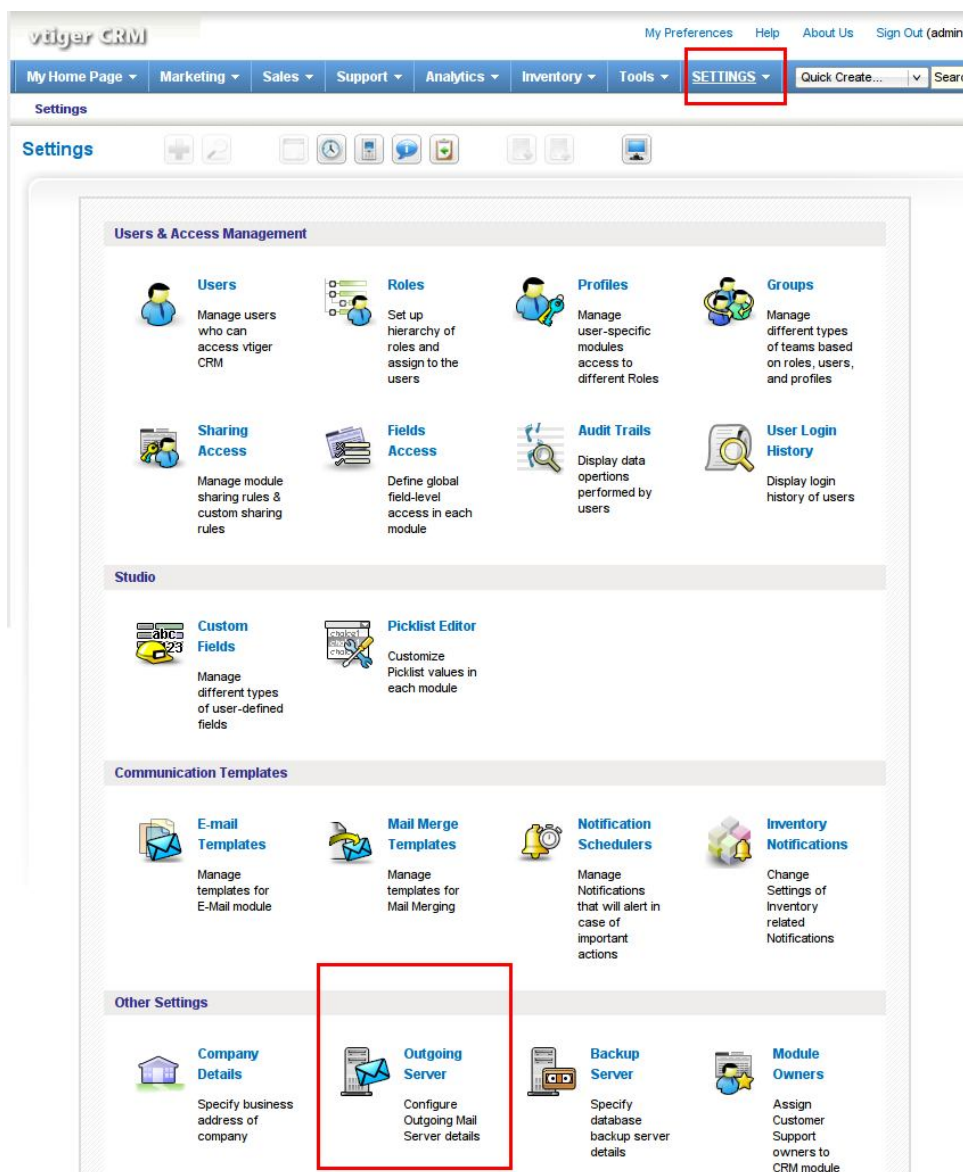 vtiger CRM
My Preferences Help About Us Sign Out (admin
My Home Page Marketing Sales Support Analytics Inventory Tools SETTINGS Quick Create... Sear
Settings
Settings
Users & Access Management
Users
Manage users
who can
access vtiger
CRM
Roles
Set up
hierarchy of
roles and
assign to the
users
Profiles
Manage
user-specific
modules
access to
different Roles
Groups
Manage
different types
of teams based
on roles, users,
and profiles
Sharing
Access
Manage module
sharing rules &
custom sharing
rules
Fields
Access
Define global
field-level
access in each
module
Audit Trails
Display data
opertions
performed by
users
User Login
History
Display login
history of users
Studio
Custom
Fields
Manage
different types
of user-defined
fields
Picklist Editor
Customize
Picklist values in
each module
Communication Templates
E-mail
Templates
Manage
templates for
E-Mail module
Mail Merge
Templates
Manage
templates for
Mail Merging
Notification
Schedulers
Manage
Notifications
that will alert in
case of
important
actions
Inventory
Notifications
Change
Settings of
Inventory
related
Notifications
Other Settings
Company
Details
Specify business
address of
company
Outgoing
Server
Configure
Outgoing Mail
Server details
Backup
Server
Specify
database
backup server
details
Module
Owners
Assign
Customer
Support
owners to
CRM module